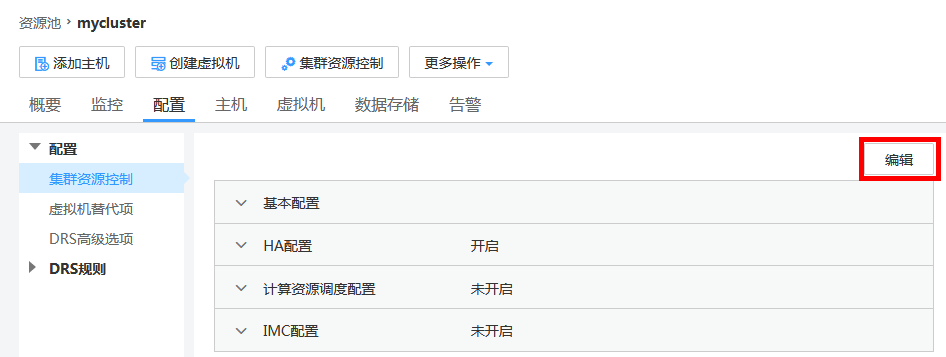 资源池 › mycluster
添加主机 创建虚拟机 集群资源控制 更多操作
概要 监控 配置 主机 虚拟机 数据存储 告警
配置
集群资源控制
虚拟机替代项
DRS高级选项
DRS规则
编辑
基本配置
HA配置 开启
计算资源调度配置 未开启
IMC配置 未开启